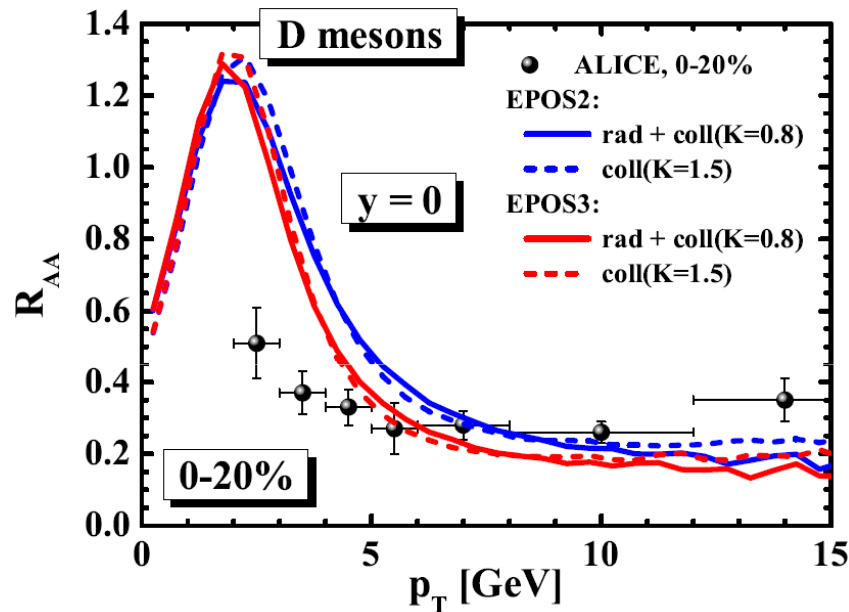 D mesons
ALICE, 0-20%
EPOS2:
rad + coll(K=0.8)
coll(K=1.5)
EPOS3:
rad + coll(K=0.8)
coll(K=1.5)
y = 0
0-20%
R_AA
1.4
1.2
1.0
0.8
0.6
0.4
0.2
0.0
0 5 10 15
p_T [GeV]